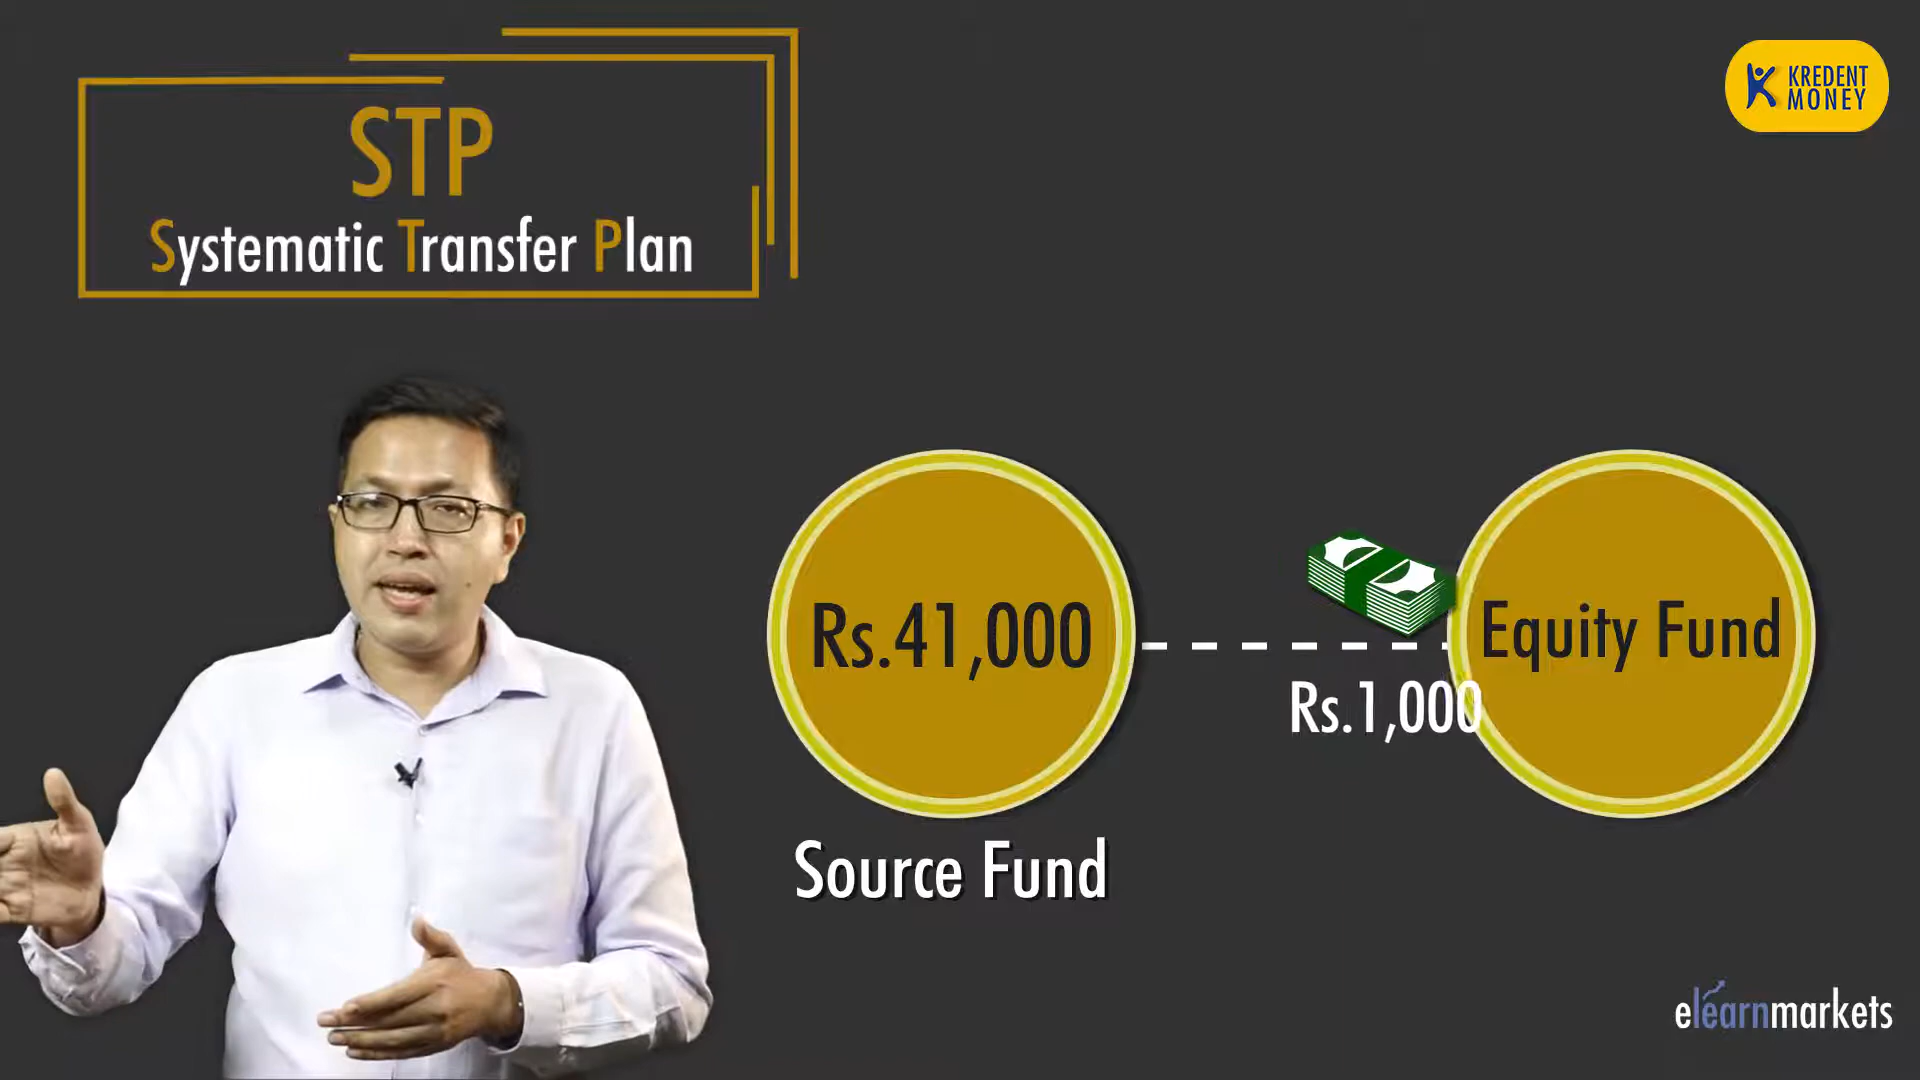 STP
Systematic Transfer Plan
KREDENT
MONEY
Rs.41,000
Equity Fund
Rs.1,000
Source Fund
elearnmarkets